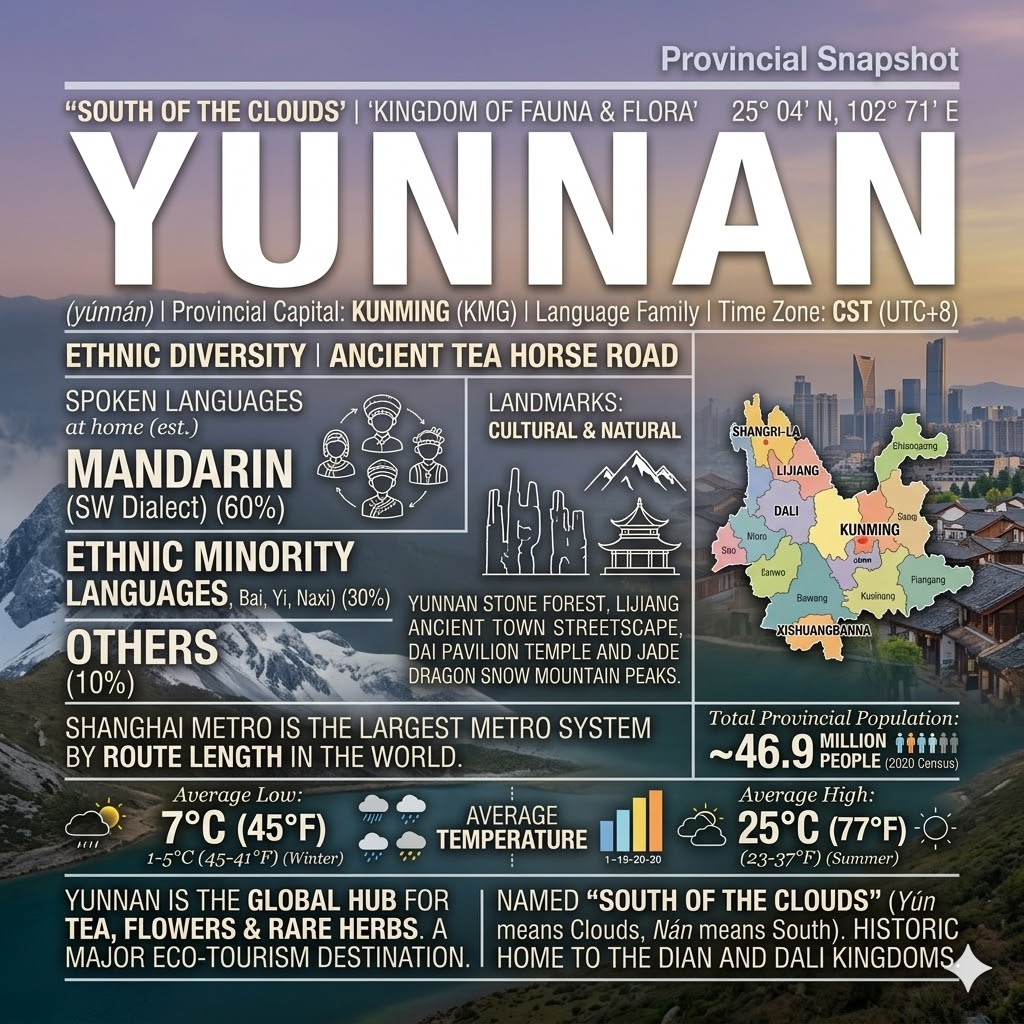 Provincial Snapshot
“SOUTH OF THE CLOUDS’ | ‘KINGDOM OF FAUNA & FLORA’ 25° 04’ N, 102° 71’ E
YUNNAN
(yúnnán) | Provincial Capital: KUNMING (KMG) | Language Family | Time Zone: CST (UTC+8)
ETHNIC DIVERSITY | ANCIENT TEA HORSE ROAD
SPOKEN LANGUAGES
at home (est.)
MANDARIN
(SW Dialect) (60%)
ETHNIC MINORITY
LANGUAGES, Bai, Yi, Naxi) (30%)
OTHERS
(10%)
LANDMARKS:
CULTURAL & NATURAL
YUNNAN STONE FOREST, LIJIANG
ANCIENT TOWN STREETSCAPE,
DAI PAVILION TEMPLE AND JADE
DRAGON SNOW MOUNTAIN PEAKS.
SHANGRI-LA
LIJIANG
DALI
KUNMING
Bawang
Piangang
XISHUANGBANNA
SHANGHAI METRO IS THE LARGEST METRO SYSTEM
BY ROUTE LENGTH IN THE WORLD.
Total Provincial Population:
~46.9 MILLION
PEOPLE (2020 Census)
Average Low:
7°C (45°F)
1-5°C (45-41°F) (Winter)
AVERAGE
TEMPERATURE
1-19-20-20
Average High:
25°C (77°F)
(23-37°F) (Summer)
YUNNAN IS THE GLOBAL HUB FOR
TEA, FLOWERS & RARE HERBS. A
MAJOR ECO-TOURISM DESTINATION.
NAMED “SOUTH OF THE CLOUDS” (Yún
means Clouds, Nán means South). HISTORIC
HOME TO THE DIAN AND DALI KINGDOMS.